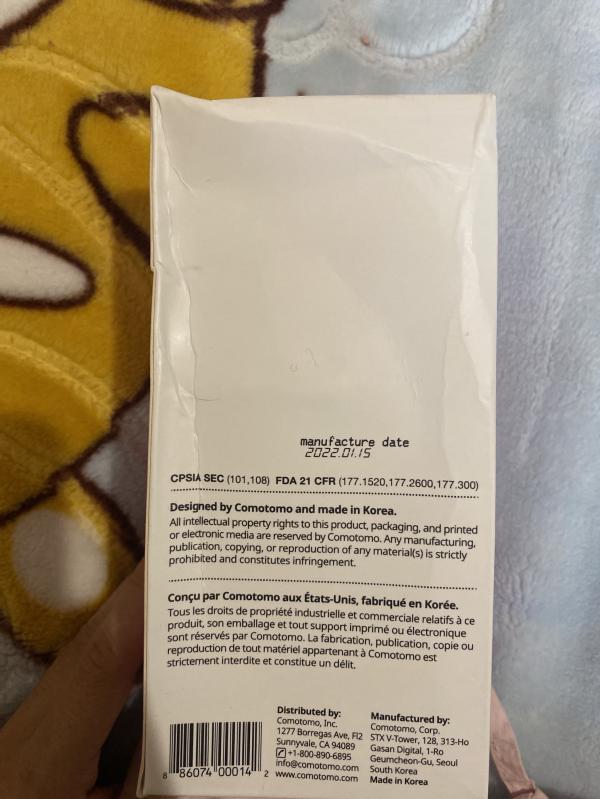 manufacture date
2022.01.15
CPSIA SEC (101,108) FDA 21 CFR (177.1520,177.2600,177.300)
Designed by Comotomo and made in Korea.
All intellectual property rights to this product, packaging, and printed
or electronic media are reserved by Comotomo. Any manufacturing,
publication, copying, or reproduction of any material(s) is strictly
prohibited and constitutes infringement.
Conçu par Comotomo aux États-Unis, fabriqué en Korée.
Tous les droits de propriété industrielle et commerciale relatifs à ce
produit, son emballage et tout support imprimé ou électronique
sont réservés par Comotomo. La fabrication, publication, copie ou
reproduction de tout matériel appartenant à Comotomo est
strictement interdite et constitue un délit.
8 86074 00014 2
Distributed by:
Comotomo, Inc.
1277 Borregas Ave, Fl2
Sunnyvale, CA 94089
+1-800-890-6895
info@comotomo.com
www.comotomo.com
Manufactured by:
Comotomo, Corp.
STX V-Tower, 128, 313-Ho
Gasan Digital, 1-Ro
Geumcheon-Gu, Seoul
South Korea
Made in Korea